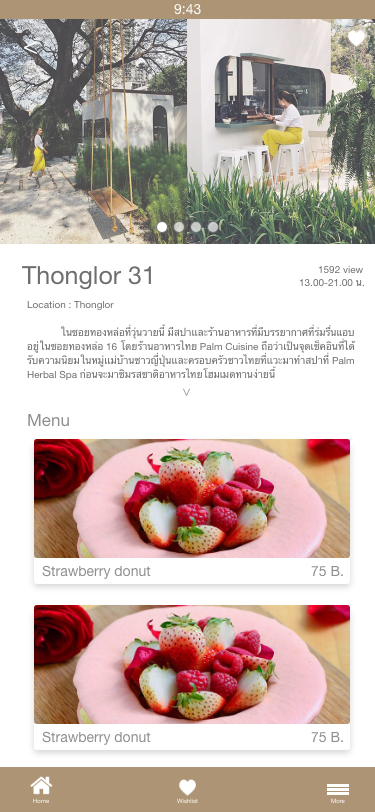 9:43
Thonglor 31
1592 view
13.00-21.00 น.
Location : Thonglor
ในซอยทองหล่อที่วุ่นวายนี้ มีสปาและร้านอาหารที่มีบรรยากาศที่ร่มรื่นแอบ
อยู่ในซอยทองหล่อ 16 โดยร้านอาหารไทย Palm Cuisine ถือว่าเป็นจุดเช็คอินที่ได้
รับความนิยมในหมู่แม่บ้านชาวญี่ปุ่นและครอบครัวชาวไทยที่แวะมาทำสปาที่ Palm
Herbal Spa ก่อนจะมาชิมรสชาติอาหารไทยโฮมเมดทานง่ายนี้
Menu
Strawberry donut 75 B.
Strawberry donut 75 B.
Home Wishlist More